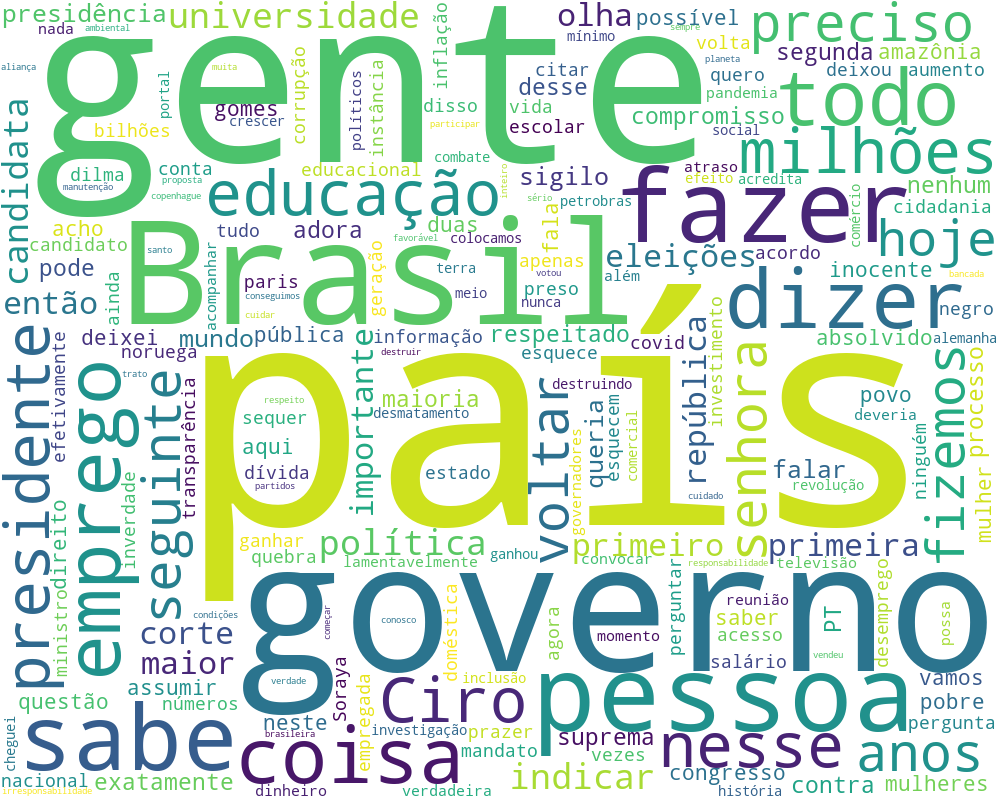 presidência
universidade
nada
ambiental
gente
inflação
olha
possível
sempre
preciso
mínimo
volta
segunda
amazônia
aliança
portal
muita
corrupção
políticos
instância
citar
desse
quero
planeta
deixou
aumento
pandemia
todo
candidata
bilhões
gomes
crescer
disso
vida
participar
escolar
compromisso
social
milhões
dilma
manutenção
conta
proposta
copenhague
educacional
combate
educação
inteiro
sério
sigilo
petrobras
fazer
atraso
efeito
acredita
nenhum
cidadania
acho
candidato
tudo
adora
duas
favorável
colocamos
fala
apenas
eleições
acordo
comércio
hoje
Brasil
santo
acompanhar
geração
pode
ainda
então
paris
conseguimos
cuidar
meio
terra
nunca
votou
preso
além
dizer
inocente
bancada
negro
presidente
efetivamente
deixei
noruega
mundo
pública
informação
respeitado
esquece
covid
república
investimento
absolvido
alemanha
emprego
trato
seguinte
transparência
respeito
sequer
aqui
dívida
partidos
importante
destruir
maioria
desmatamento
estado
país
voltar
destruindo
queria
esquecem
comercial
governadores
cuidado
senhora
falar
revolução
povo
deveria
ninguém
fizemos
processo
mulher
ministro
direito
inverdade
ganhar
quebra
política
lamentavelmente
ganhou
primeiro
convocar
responsabilidade
primeira
televisão
governo
condições
começar
conosco
corte
maior
doméstica
agora
momento
perguntar
reunião
saber
acesso
salário
PT
vendeu
desemprego
possa
questão
assumir
números
verdade
neste
Soraya
inclusão
Ciro
pessoa
vamos
pobre
pergunta
cheguei
sabe
brasileira
coisa
empregada
investigação
prazer
mandato
suprema
vezes
nesse
anos
nacional
irresponsabilidade
exatamente
dinheiro
verdadeira
indicar
congresso
história
contra
mulheres